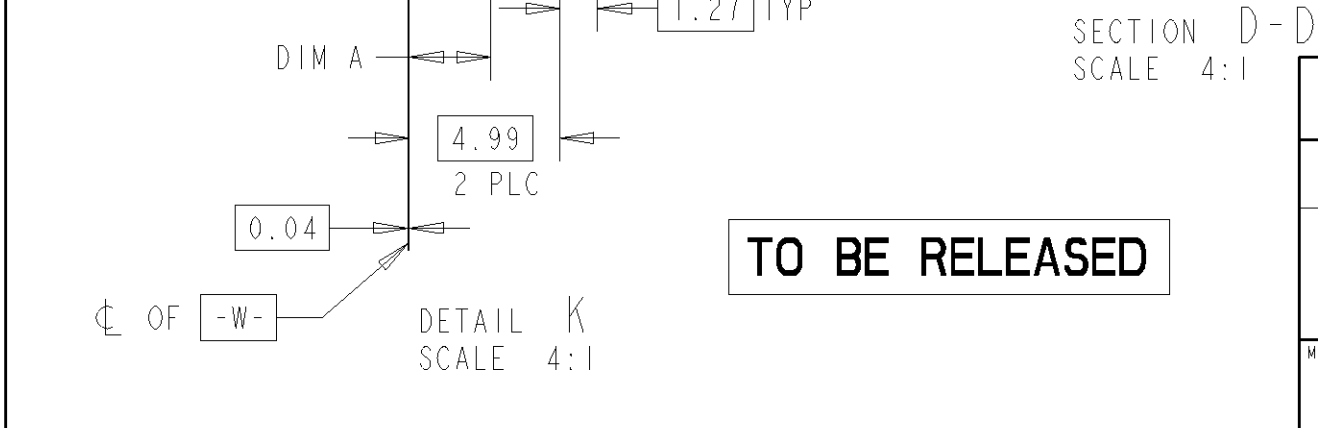 1.27 TYP
SECTION D-D
SCALE 4:1
DIM A
4.99
2 PLC
0.04
TO BE RELEASED
℄ OF -W-
DETAIL K
SCALE 4:1
M